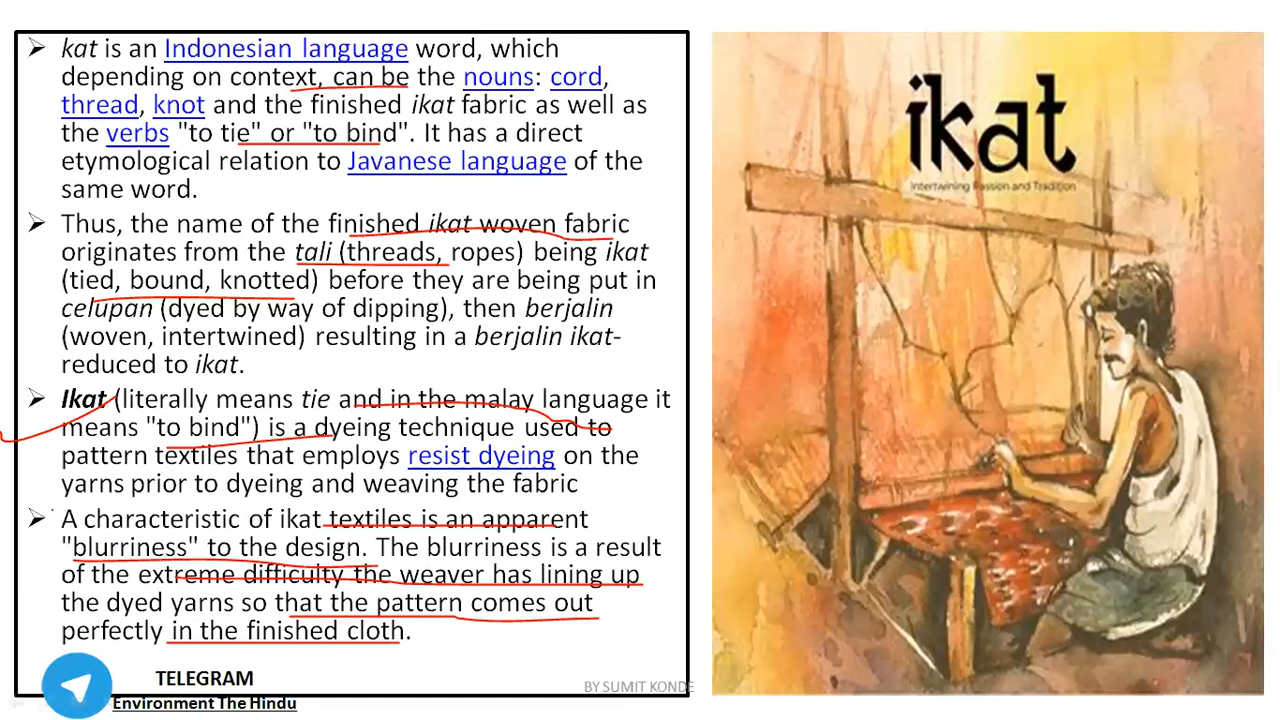 ➢ kat is an Indonesian language word, which
depending on context, can be the nouns: cord,
thread, knot and the finished ikat fabric as well as
the verbs "to tie" or "to bind". It has a direct
etymological relation to Javanese language of the
same word.
➢ Thus, the name of the finished ikat woven fabric
originates from the tali (threads, ropes) being ikat
(tied, bound, knotted) before they are being put in
celupan (dyed by way of dipping), then berjalin
(woven, intertwined) resulting in a berjalin ikat-
reduced to ikat.
➢ Ikat (literally means tie and in the malay language it
means "to bind") is a dyeing technique used to
pattern textiles that employs resist dyeing on the
yarns prior to dyeing and weaving the fabric
➢ A characteristic of ikat textiles is an apparent
"blurriness" to the design. The blurriness is a result
of the extreme difficulty the weaver has lining up
the dyed yarns so that the pattern comes out
perfectly in the finished cloth.
TELEGRAM
Environment The Hindu
BY SUMIT KONDE
ikat
Intertwining Passion and Tradition